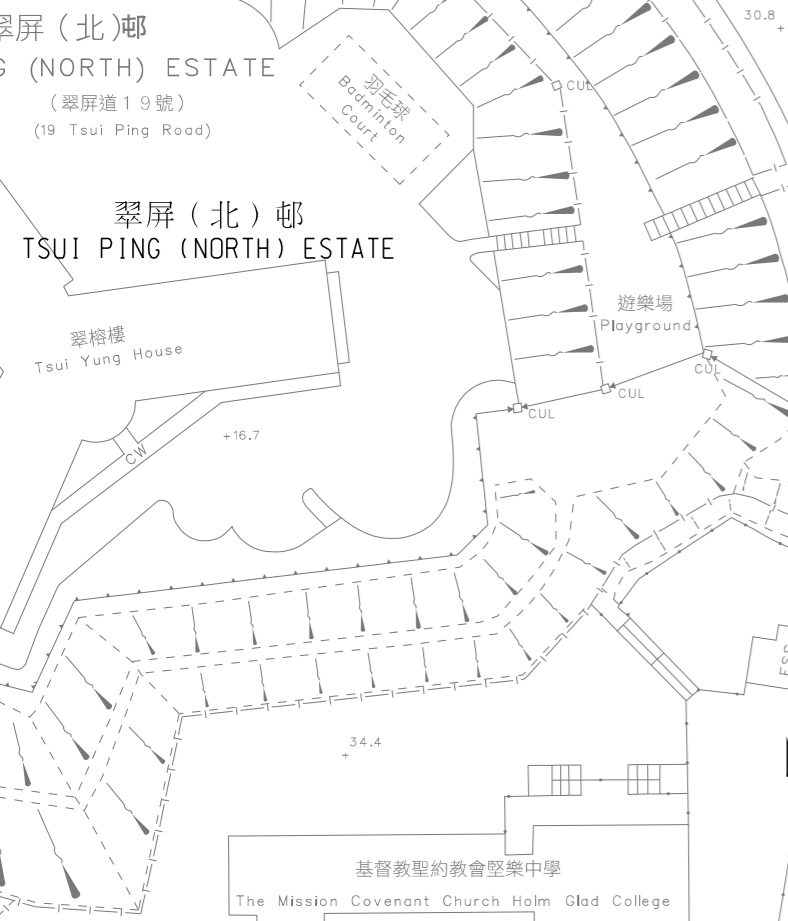 翠屏（北）邨
G (NORTH) ESTATE
（翠屏道１９號）
(19 Tsui Ping Road)
30.8
羽毛球
Badminton
Court
CUL
翠屏（北）邨
TSUI PING (NORTH) ESTATE
遊樂場
Playground
翠榕樓
Tsui Yung House
CUL
CUL
CUL
+16.7
CW
ESS
34.4
基督教聖約教會堅樂中學
The Mission Covenant Church Holm Glad College